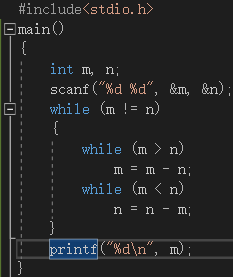 #include<stdio.h>
main()
{
int m, n;
scanf("%d %d", &m, &n);
while (m != n)
{
while (m > n)
m = m - n;
while (m < n)
n = n - m;
}
printf("%d\n", m);
}